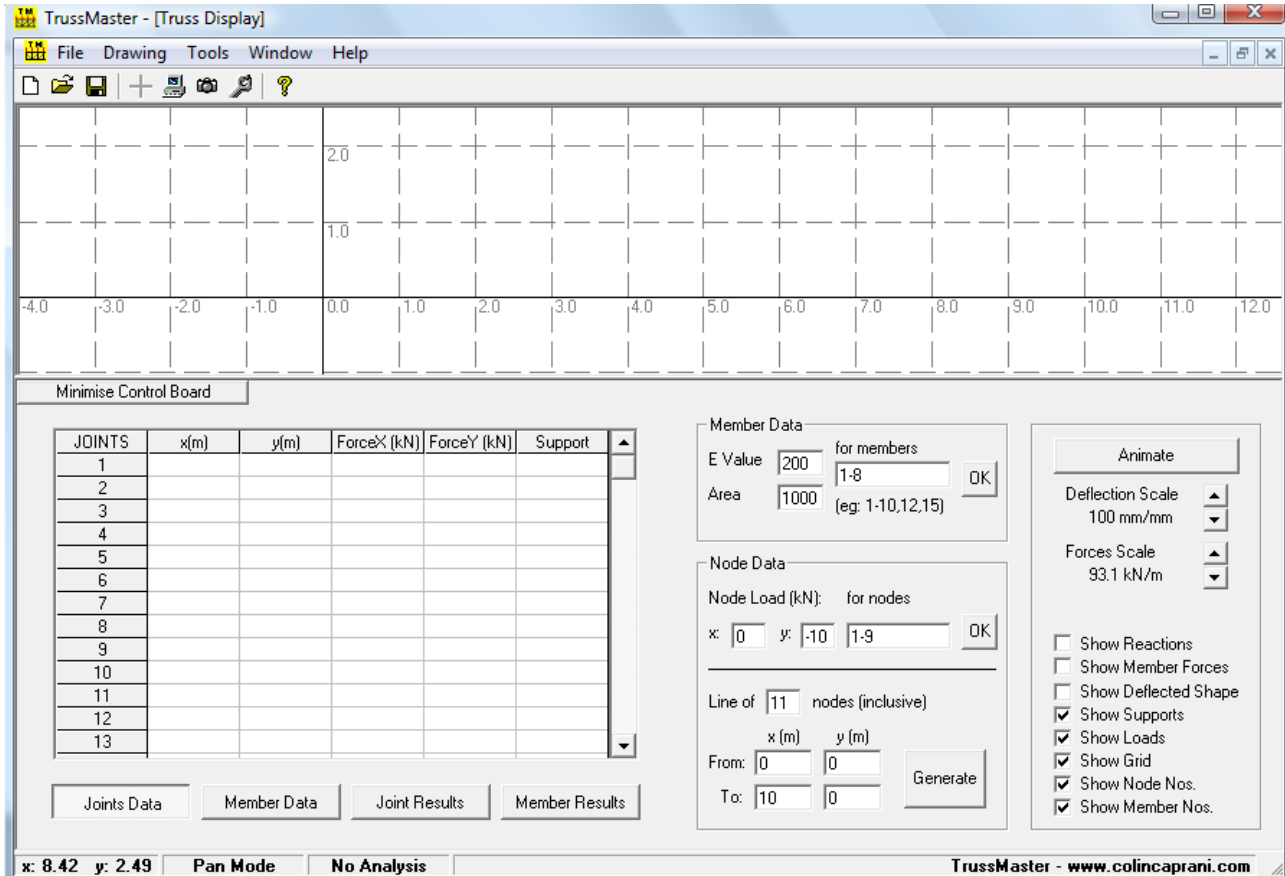 TrussMaster - [Truss Display]
File Drawing Tools Window Help
2.0
1.0
-4.0 -3.0 -2.0 -1.0 0.0 1.0 2.0 3.0 4.0 5.0 6.0 7.0 8.0 9.0 10.0 11.0 12.0
Minimise Control Board
JOINTS x(m) y(m) ForceX (kN) ForceY (kN) Support
1
2
3
4
5
6
7
8
9
10
11
12
13
Joints Data Member Data Joint Results Member Results
Member Data
E Value 200 for members
1-8 OK
Area 1000 (eg: 1-10,12,15)
Node Data
Node Load (kN): for nodes
x: 0 y: -10 1-9 OK
Line of 11 nodes (inclusive)
x (m) y (m)
From: 0 0
To: 10 0
Generate
Animate
Deflection Scale
100 mm/mm
Forces Scale
93.1 kN/m
Show Reactions
Show Member Forces
Show Deflected Shape
Show Supports
Show Loads
Show Grid
Show Node Nos.
Show Member Nos.
x: 8.42 y: 2.49 Pan Mode No Analysis TrussMaster - www.colincaprani.com